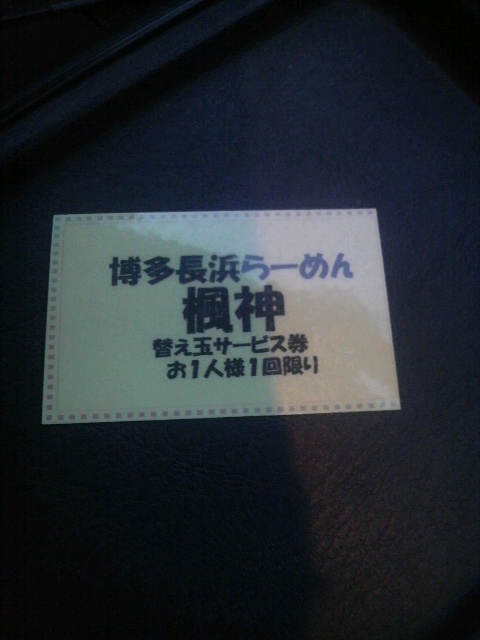 博多長浜らーめん
楓神
替え玉サービス券
お1人様1回限り